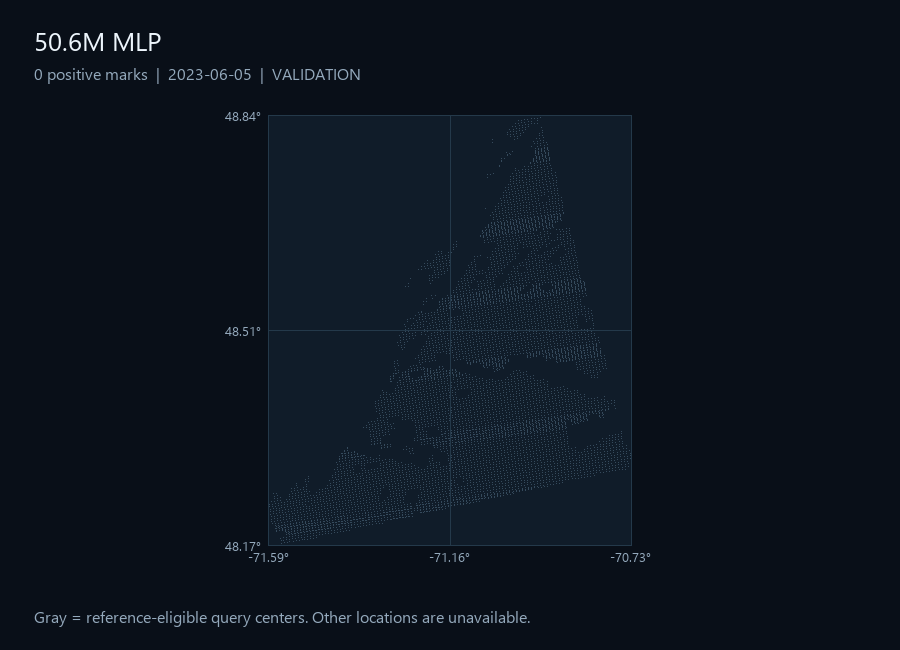 50.6M MLP
0 positive marks | 2023-06-05 | VALIDATION
48.84°
48.51°
48.17°
-71.59° -71.16° -70.73°
Gray = reference-eligible query centers. Other locations are unavailable.